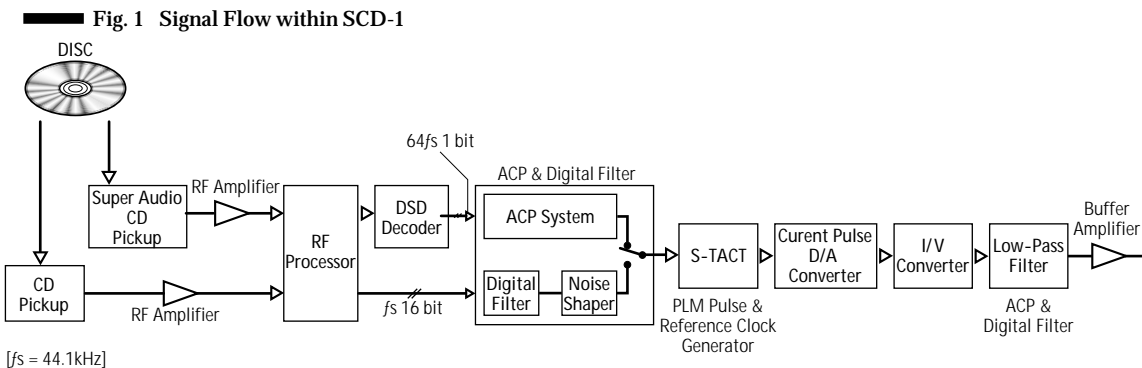 Fig. 1 Signal Flow within SCD-1
DISC
64fs 1 bit
ACP & Digital Filter
RF Amplifier
Super Audio
CD
Pickup
RF
Processor
DSD
Decoder
ACP System
Buffer
Amplifier
S-TACT
Curent Pulse
D/A
Converter
I/V
Converter
Low-Pass
Filter
CD
Pickup
RF Amplifier
fs 16 bit
Digital
Filter
Noise
Shaper
PLM Pulse &
Reference Clock
Generator
ACP &
Digital Filter
[fs = 44.1kHz]